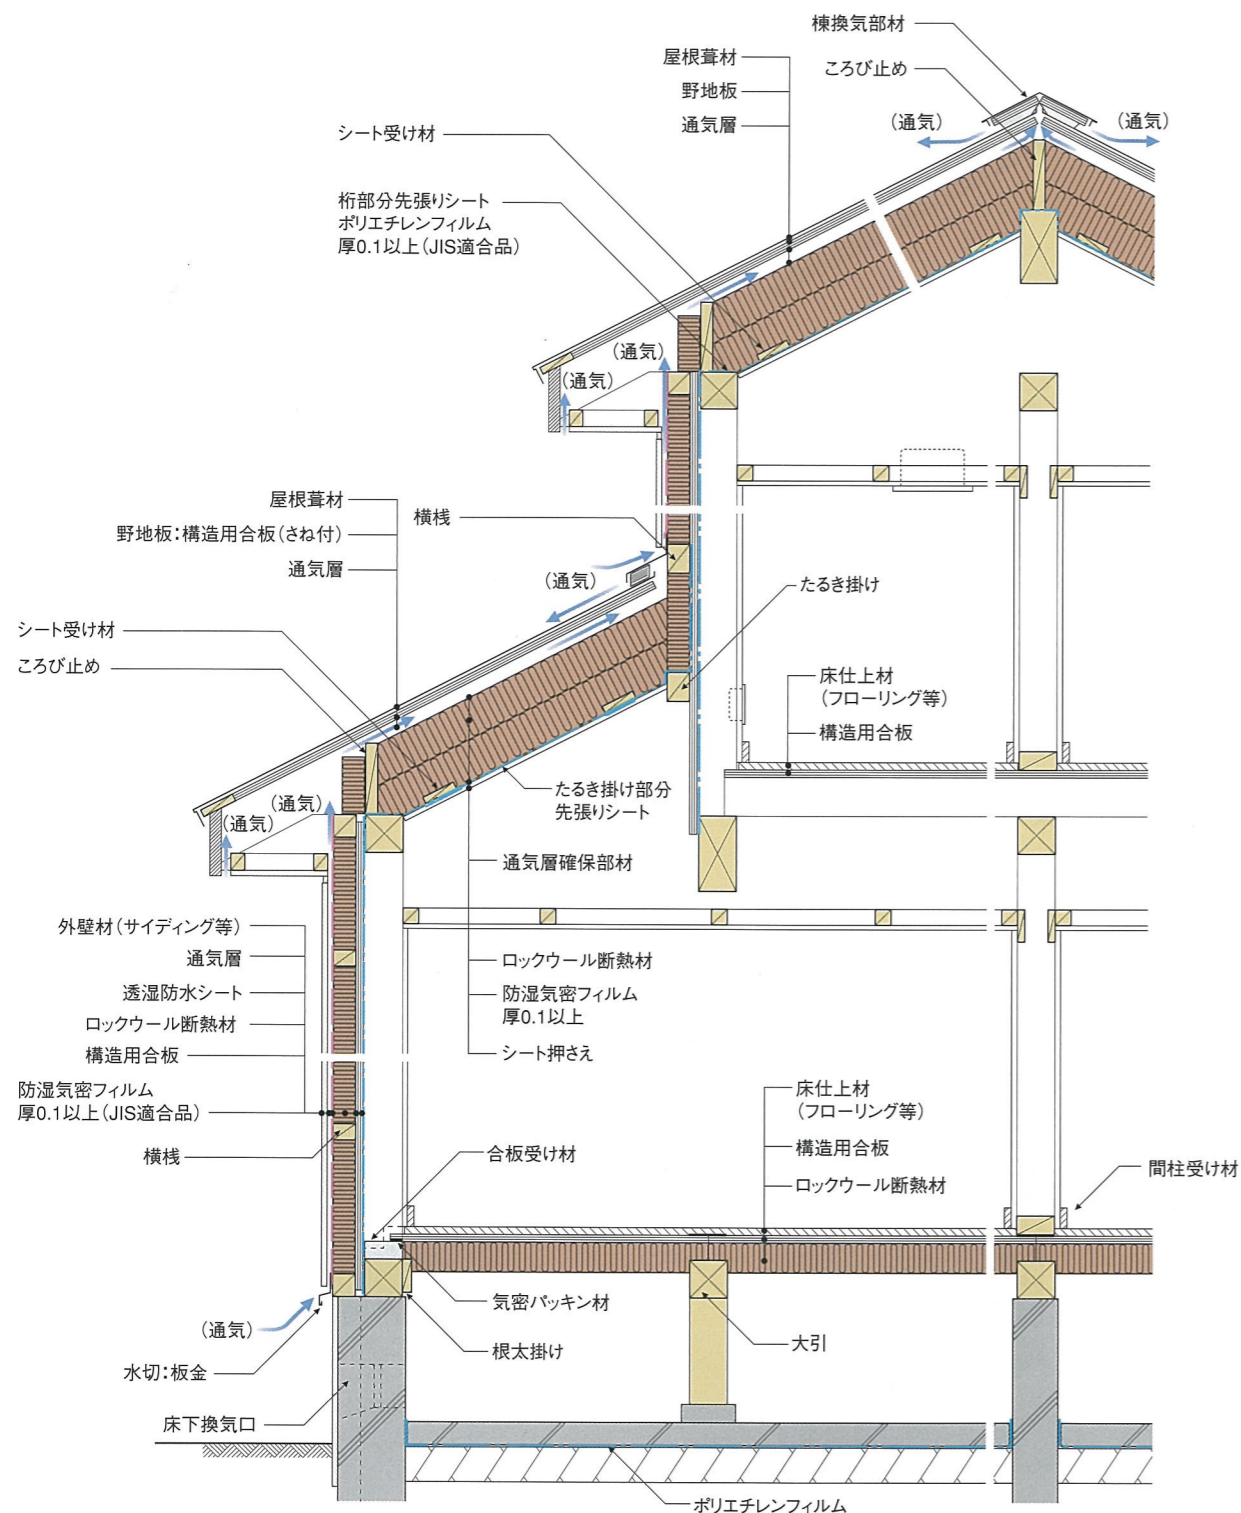 棟換気部材
屋根葺材
ころび止め
野地板
通気層
(通気)
(通気)
シート受け材
桁部分先張りシート
ポリエチレンフィルム
厚0.1以上(JIS適合品)
(通気)
(通気)
屋根葺材
横桟
野地板:構造用合板(さね付)
通気層
(通気)
たるき掛け
シート受け材
ころび止め
床仕上材
(フローリング等)
構造用合板
たるき掛け部分
先張りシート
(通気)
(通気)
通気層確保部材
外壁材(サイディング等)
通気層
透湿防水シート
ロックウール断熱材
構造用合板
防湿気密フィルム
厚0.1以上(JIS適合品)
横桟
ロックウール断熱材
防湿気密フィルム
厚0.1以上
シート押さえ
床仕上材
(フローリング等)
構造用合板
ロックウール断熱材
合板受け材
間柱受け材
気密パッキン材
(通気)
根太掛け
大引
水切:板金
床下換気口
ポリエチレンフィルム